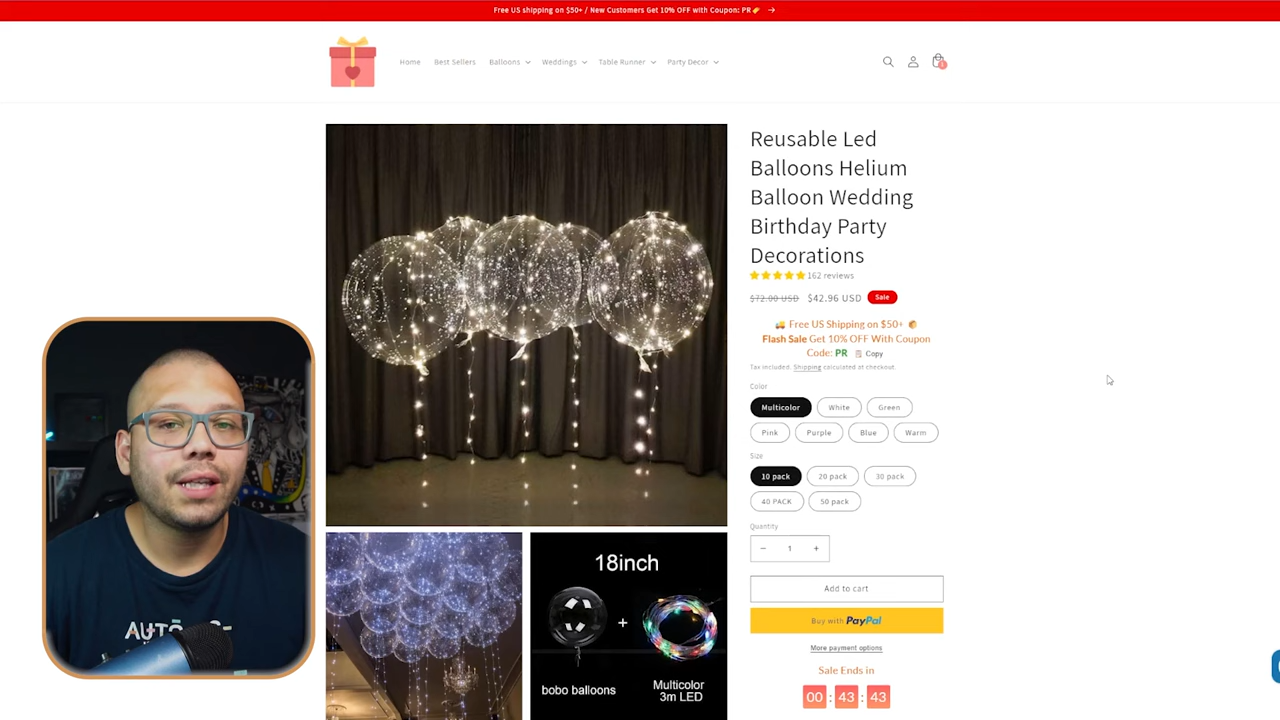 Free US shipping on $50+ / New Customers Get 10% OFF with Coupon: PR
Home Best Sellers Balloons Weddings Table Runner Party Decor
1
Reusable Led
Balloons Helium
Balloon Wedding
Birthday Party
Decorations
162 reviews
$72.00 USD $42.96 USD Sale
Free US Shipping on $50+
Flash Sale Get 10% OFF With Coupon
Code: PR Copy
Tax included. Shipping calculated at checkout.
Color
Multicolor White Green
Pink Purple Blue Warm
Size
10 pack 20 pack 30 pack
40 PACK 50 pack
Quantity
− 1 +
Add to cart
Buy with PayPal
More payment options
Sale Ends in
00 : 43 : 43
18inch
+
bobo balloons
Multicolor
3m LED